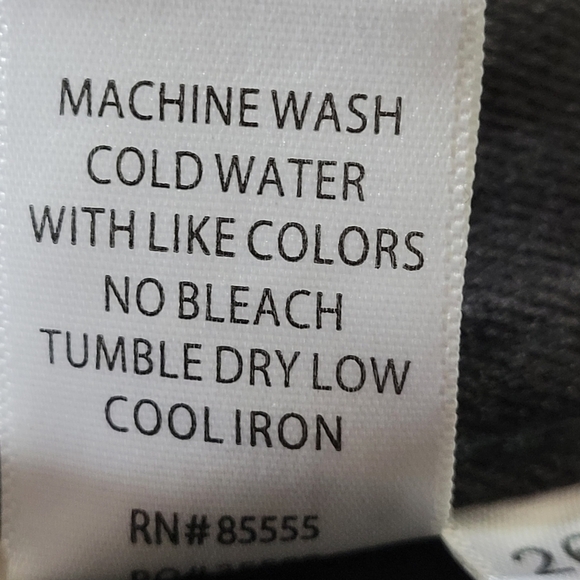 MACHINE WASH
COLD WATER
WITH LIKE COLORS
NO BLEACH
TUMBLE DRY LOW
COOL IRON
RN# 85555